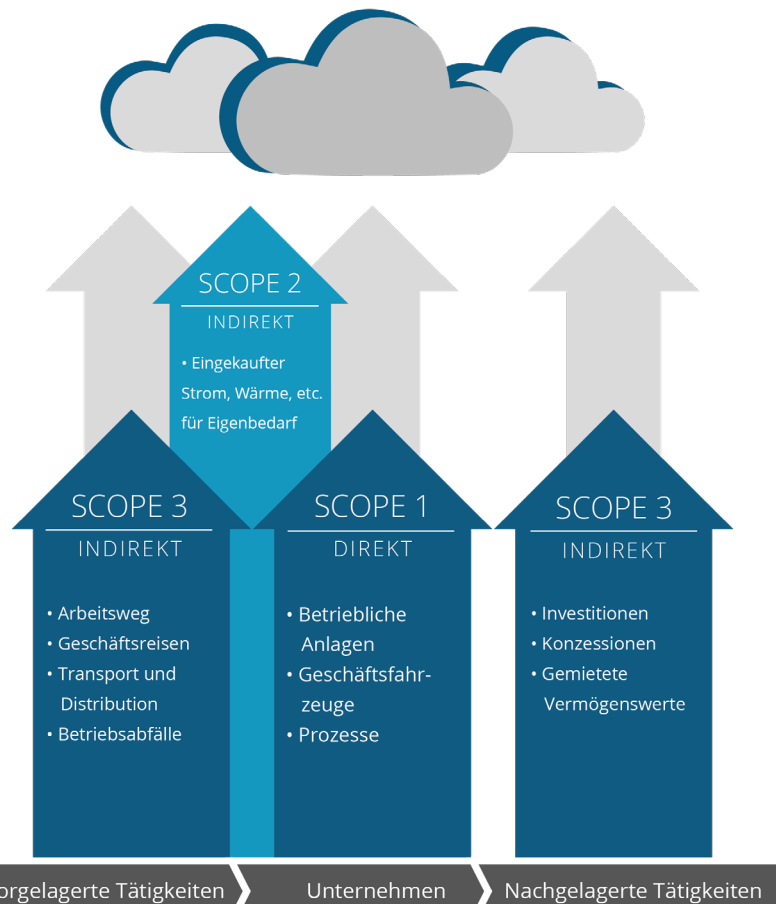 SCOPE 2
INDIREKT
• Eingekaufter
Strom, Wärme, etc.
für Eigenbedarf
SCOPE 3
INDIREKT
• Arbeitsweg
• Geschäftsreisen
• Transport und
Distribution
• Betriebsabfälle
SCOPE 1
DIREKT
• Betriebliche
Anlagen
• Geschäftsfahr-
zeuge
• Prozesse
SCOPE 3
INDIREKT
• Investitionen
• Konzessionen
• Gemietete
Vermögenswerte
orgelagerte Tätigkeiten
Unternehmen
Nachgelagerte Tätigkeiten